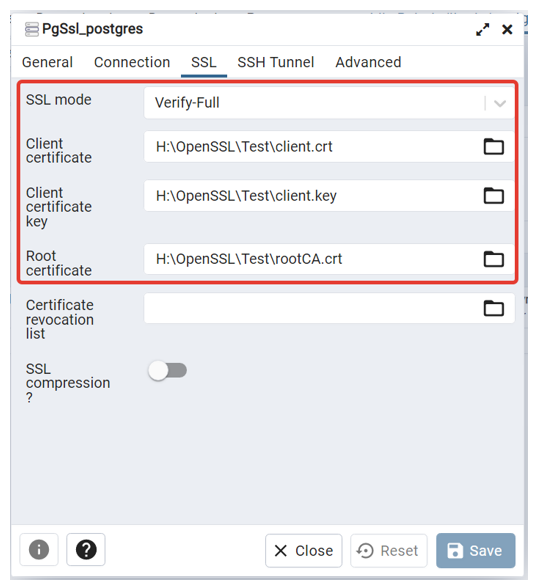 PgSsl_postgres
General Connection SSL SSH Tunnel Advanced
SSL mode
Verify-Full
Client
certificate
H:\OpenSSL\Test\client.crt
Client
certificate
key
H:\OpenSSL\Test\client.key
Root
certificate
H:\OpenSSL\Test\rootCA.crt
Certificate
revocation
list
SSL
compression
?
Close Reset Save